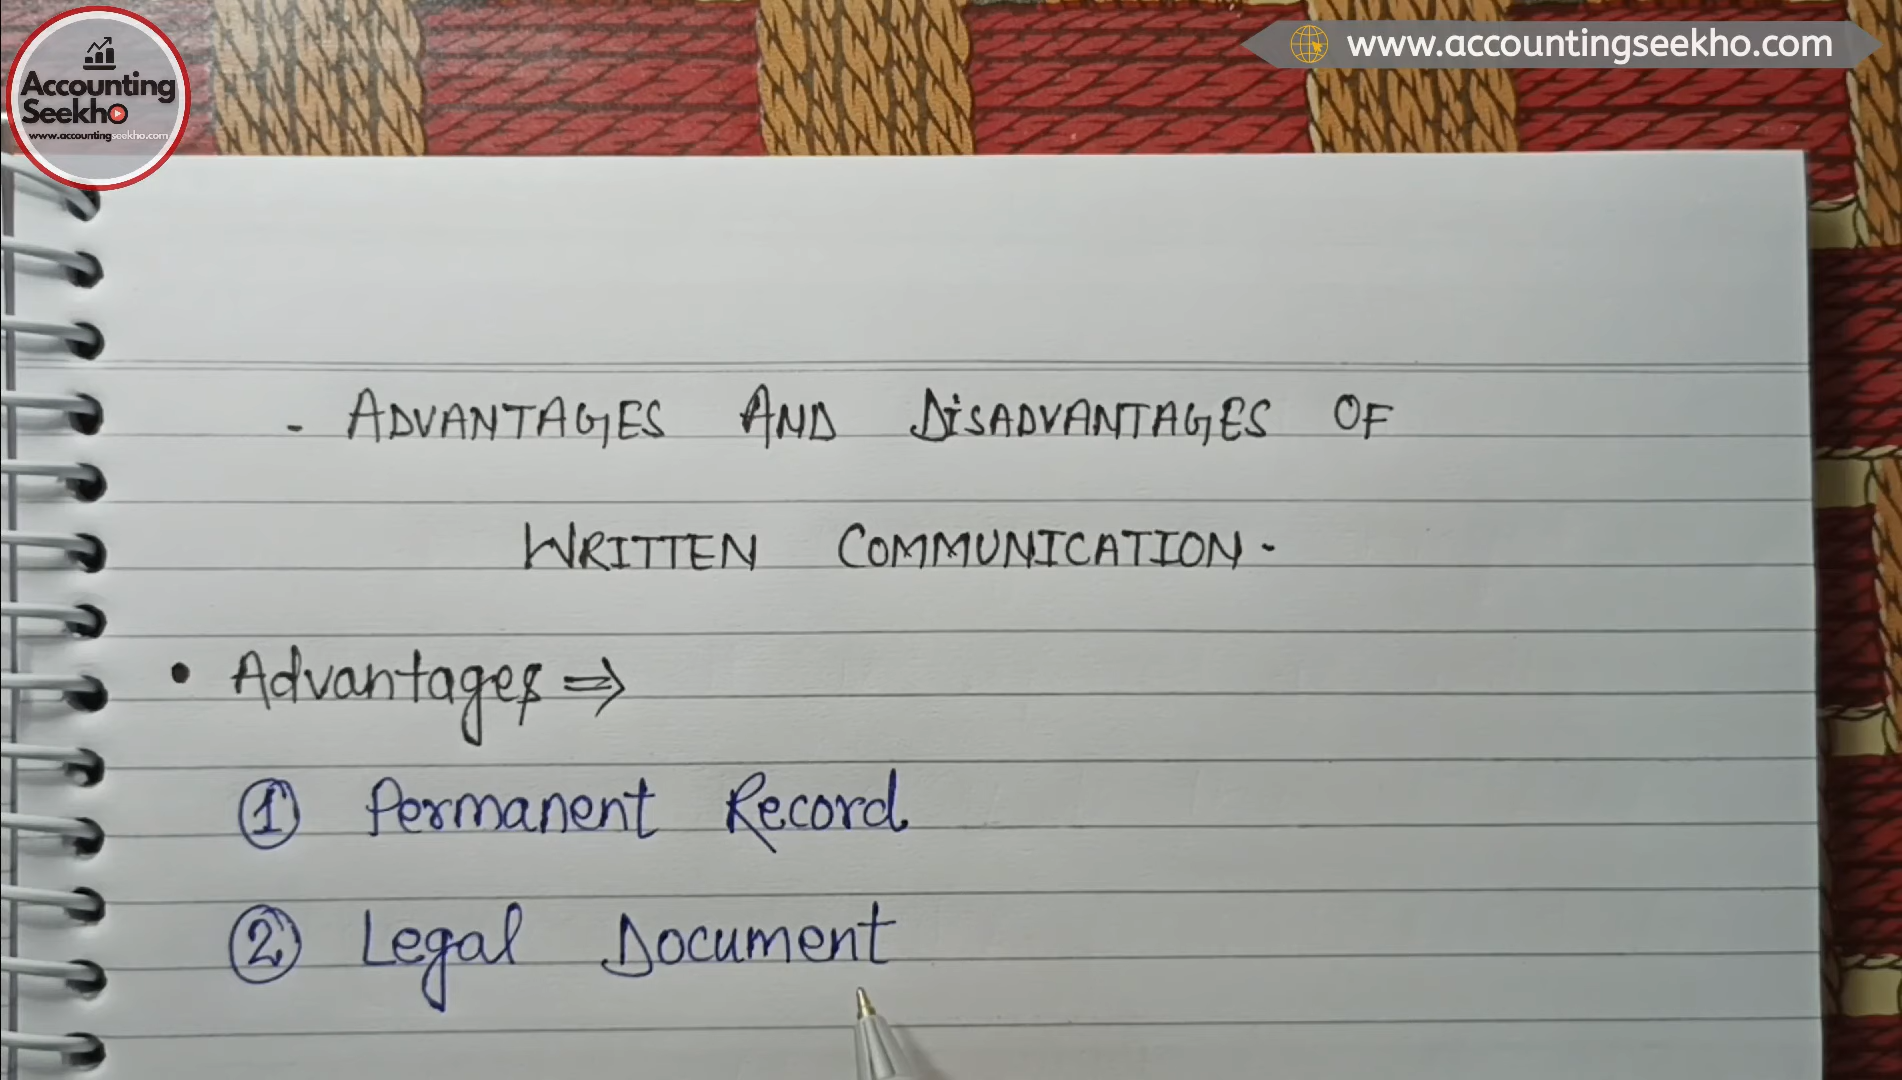 Accounting
Seekho
www.accountingseekho.com
www.accountingseekho.com
- ADVANTAGES AND DISADVANTAGES OF
WRITTEN COMMUNICATION -
• Advantages ⇒
① Permanent Record
② Legal Document